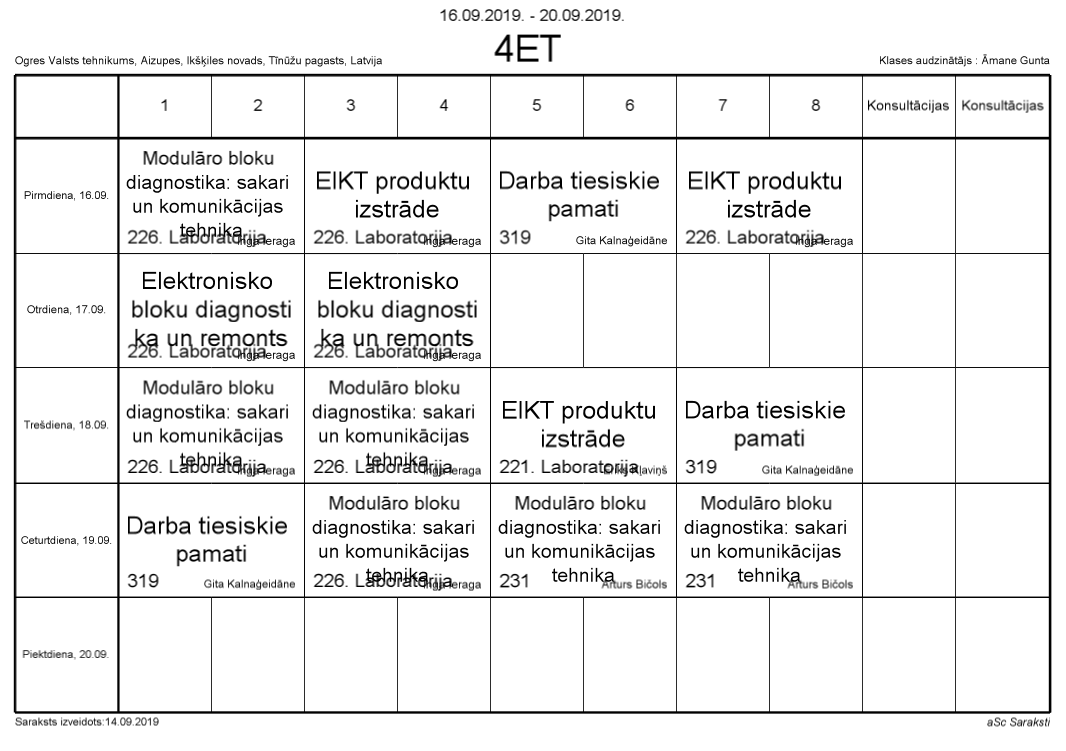 16.09.2019. - 20.09.2019.
4ET
Ogres Valsts tehnikums, Aizupes, Ikšķiles novads, Tīnūžu pagasts, Latvija
Klases audzinātājs : Āmane Gunta
1 2 3 4 5 6 7 8 Konsultācijas Konsultācijas
Pirmdiena, 16.09.
Modulāro bloku
diagnostika: sakari
un komunikācijas
tehnika
226. Laboratorija Inga Ieraga
EIKT produktu
izstrāde
226. Laboratorija Inga Ieraga
Darba tiesiskie
pamati
319 Gita Kalnaģeidāne
EIKT produktu
izstrāde
226. Laboratorija Inga Ieraga
Otrdiena, 17.09.
Elektronisko
bloku diagnosti
ka un remonts
226. Laboratorija Inga Ieraga
Elektronisko
bloku diagnosti
ka un remonts
226. Laboratorija Inga Ieraga
Trešdiena, 18.09.
Modulāro bloku
diagnostika: sakari
un komunikācijas
tehnika
226. Laboratorija Inga Ieraga
Modulāro bloku
diagnostika: sakari
un komunikācijas
tehnika
226. Laboratorija Inga Ieraga
EIKT produktu
izstrāde
221. Laboratorija Ēriks Kļaviņš
Darba tiesiskie
pamati
319 Gita Kalnaģeidāne
Ceturtdiena, 19.09.
Darba tiesiskie
pamati
319 Gita Kalnaģeidāne
Modulāro bloku
diagnostika: sakari
un komunikācijas
tehnika
226. Laboratorija Inga Ieraga
Modulāro bloku
diagnostika: sakari
un komunikācijas
tehnika
231 Arturs Bičols
Modulāro bloku
diagnostika: sakari
un komunikācijas
tehnika
231 Arturs Bičols
Piektdiena, 20.09.
Saraksts izveidots:14.09.2019
aSc Saraksti